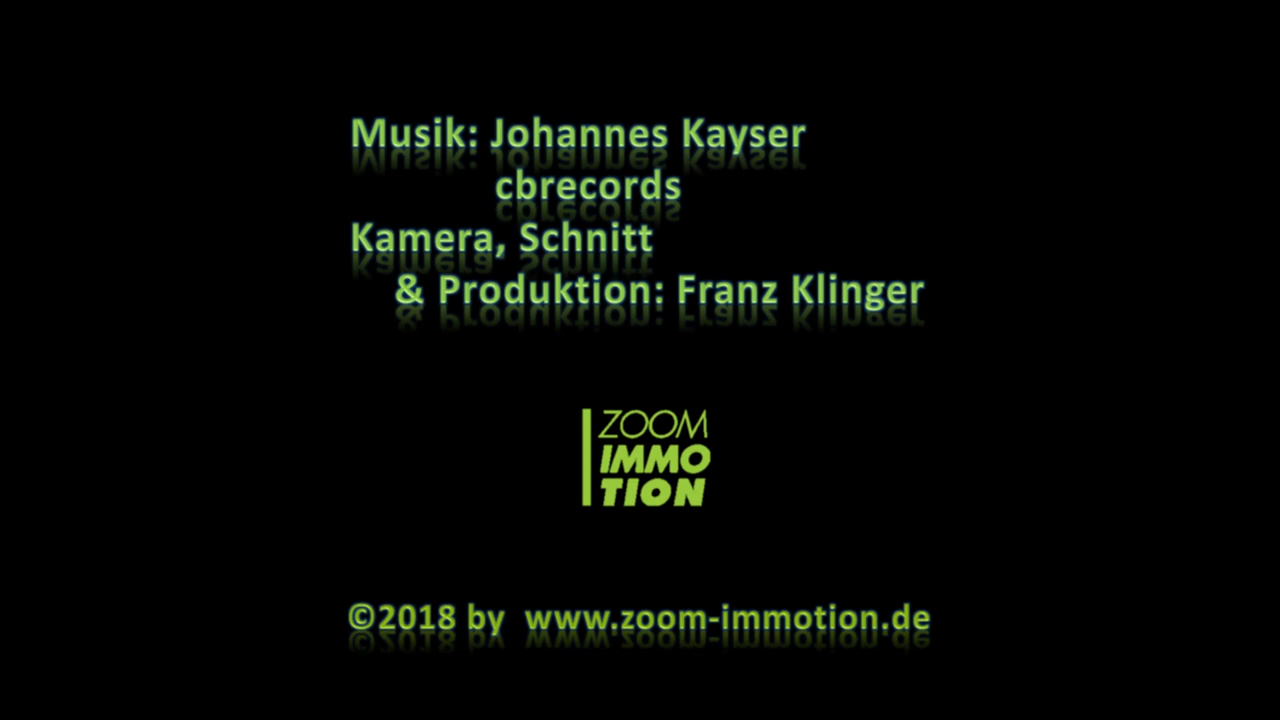 Musik: Johannes Kayser
cbrecords
Kamera, Schnitt
& Produktion: Franz Klinger
ZOOM
IMMO
TION
©2018 by www.zoom-immotion.de